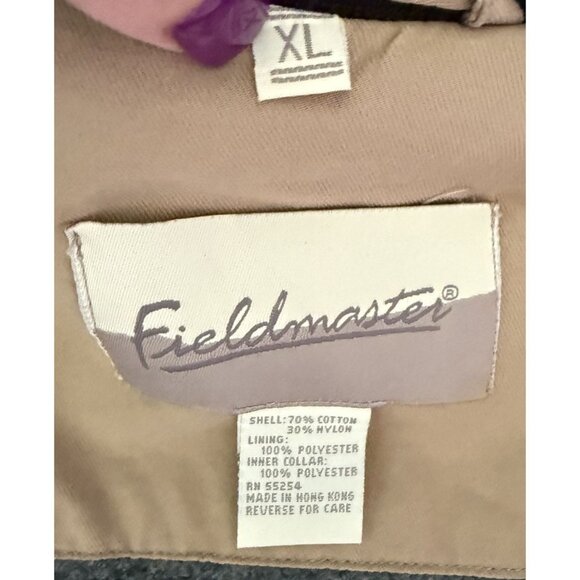 XL
Fieldmaster®
SHELL: 70% COTTON
30% NYLON
LINING:
100% POLYESTER
INNER COLLAR:
100% POLYESTER
RN 55254
MADE IN HONG KONG
REVERSE FOR CARE